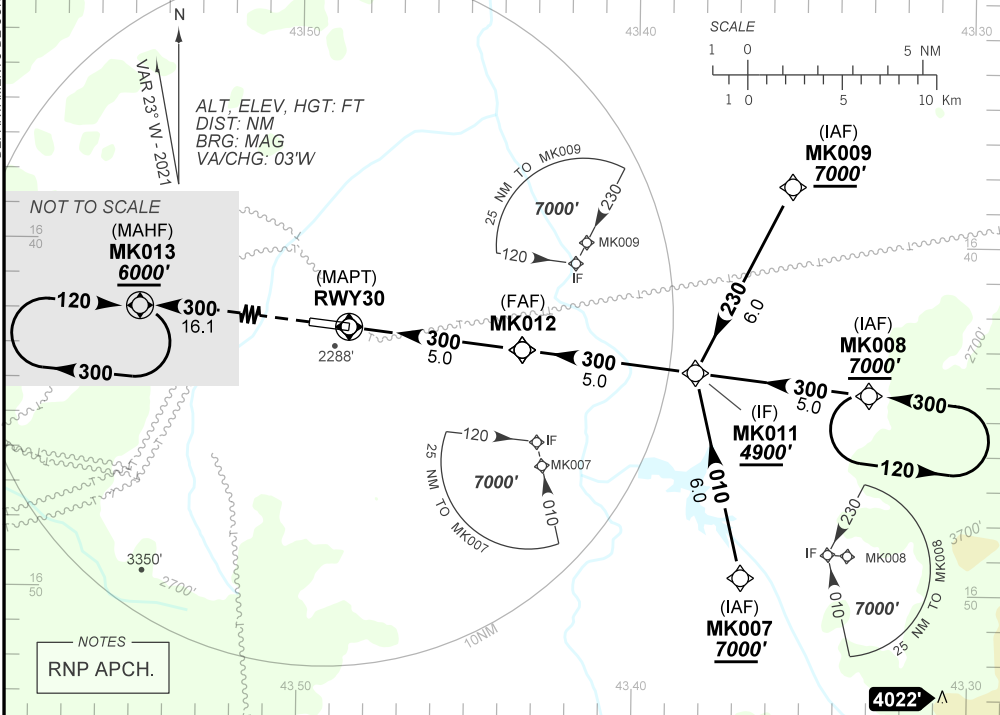 43 50
43 40
43 30
N
VAR 23° W - 2021
ALT, ELEV, HGT: FT
DIST: NM
BRG: MAG
VA/CHG: 03'W
SCALE
1 0 5 NM
1 0 5 10 Km
(IAF)
MK009
7000'
25 NM TO MK009
7000'
230
MK009
120
IF
NOT TO SCALE
16
40
(MAHF)
MK013
6000'
120
300
16.1
300
(MAPT)
RWY30
2288'
300
5.0
(FAF)
MK012
300
5.0
230
6.0
16
40
(IAF)
MK008
7000'
2700'
300
5.0
300
120
(IF)
MK011
4900'
010
6.0
120
IF
MK007
7000'
010
25 NM TO MK007
230
IF
MK008
010
7000'
25 NM TO MK008
3700'
3350'
2700'
16
50
16
50
(IAF)
MK007
7000'
10NM
NOTES
RNP APCH.
43 50
43 40
43 30
4022'